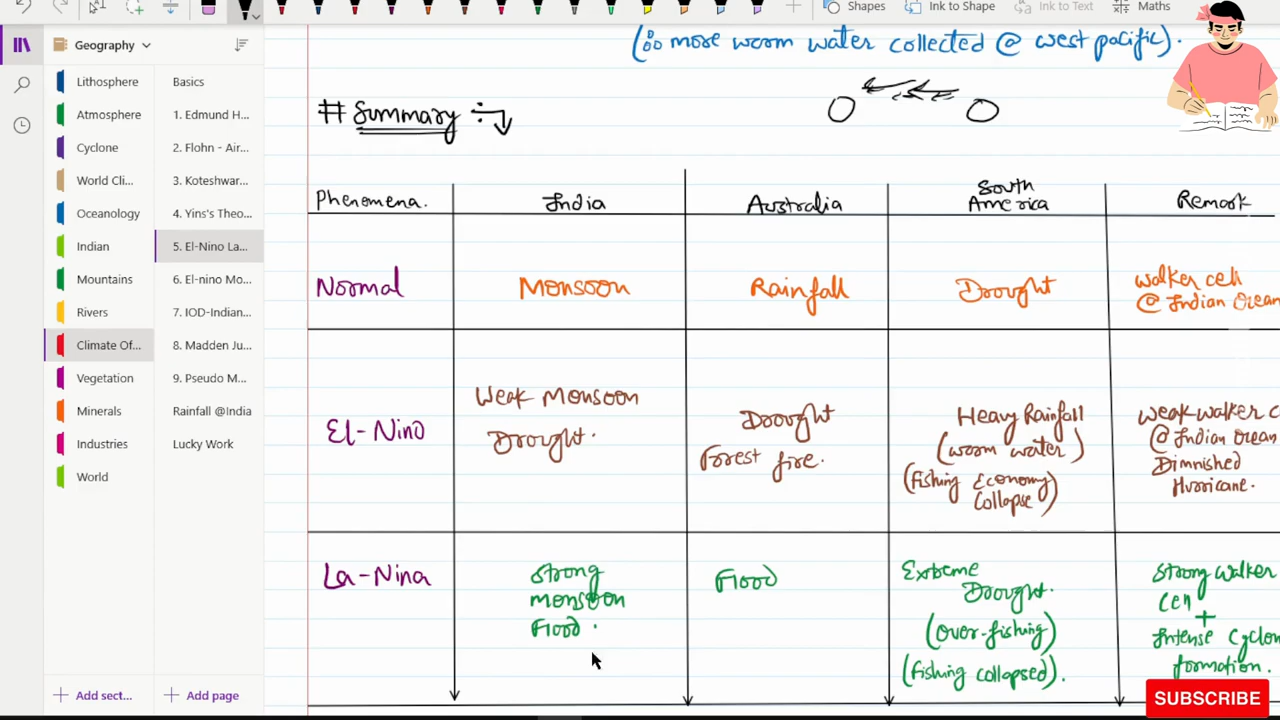 Shapes
Ink to Shape
Ink to Text
Maths
Geography
Lithosphere
Atmosphere
Cyclone
World Cli...
Oceanology
Indian
Mountains
Rivers
Climate Of...
Vegetation
Minerals
Industries
World
Add sect...
Basics
1. Edmund H...
2. Flohn - Air...
3. Koteshwar...
4. Yins's Theo...
5. El-Nino La...
6. El-nino Mo...
7. IOD-Indian...
8. Madden Ju...
9. Pseudo M...
Rainfall @India
Lucky Work
Add page
(∵ more worm water collected @ west pacific).
# Summary
Phenomena. India Australia South America Remark
Normal Monsoon Rainfall Drought
Walker cell
@ Indian Ocean
El-Nino
Weak Monsoon
Drought.
Drought
Forest fire.
Heavy Rainfall
(worm water)
(fishing Economy
Collapse)
Weak walker c
@ Indian Ocean
Dimnished
Hurricane.
La-Nina
Strong
monsoon
Flood.
Flood
Extreme
Drought.
(over-fishing)
(fishing collapsed).
Strong Walker
Cell
+
Intense Cyclon
formation.
SUBSCRIBE